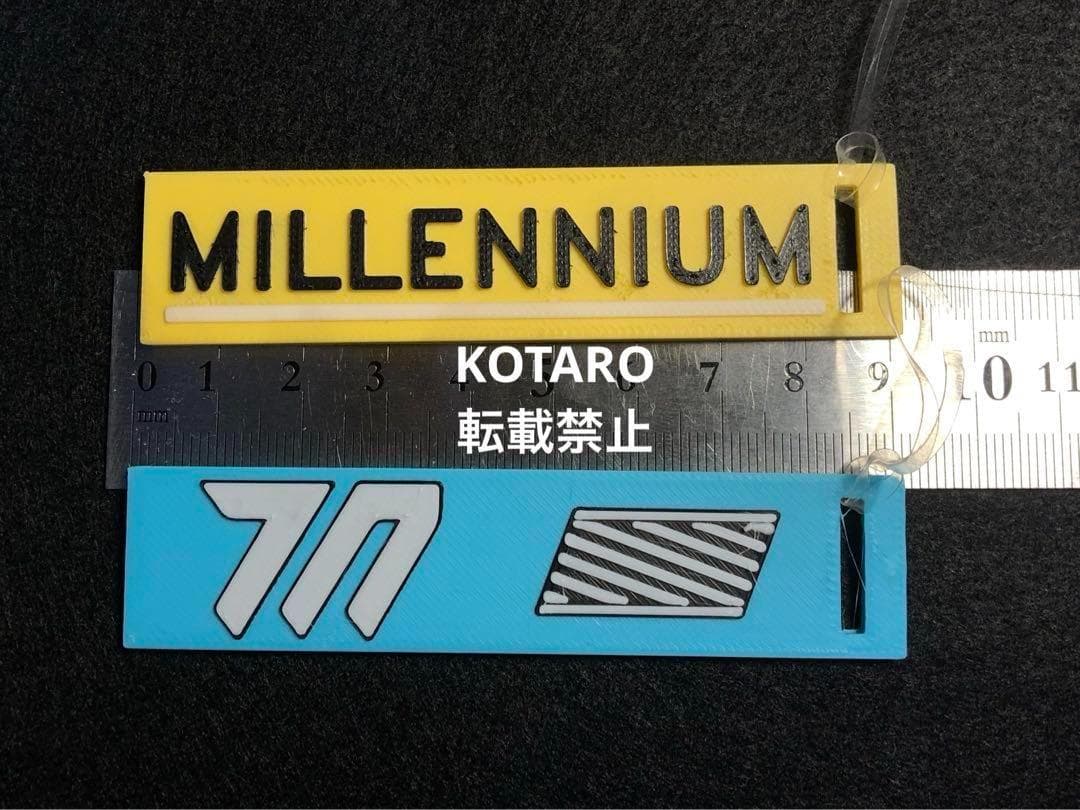 MILLENNIUM
0 1 2 3 4 5 6 7 8 9 10 11
mm
mm
KOTARO
転載禁止